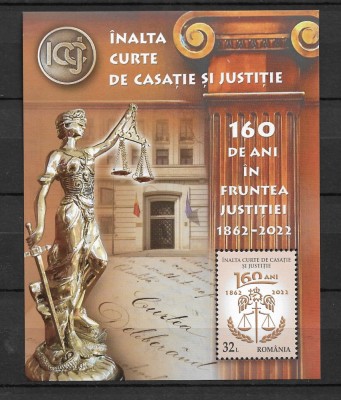 ICCJ
ÎNALTA
CURTE
DE CASAȚIE ȘI JUSTIȚIE
160
DE ANI
ÎN
FRUNTEA
JUSTIȚIEI
1862-2022
ÎNALTA CURTE DE CASAȚIE
ȘI JUSTIȚIE
160 ANI
1862 2022
32L
ROMÂNIA
Curtea